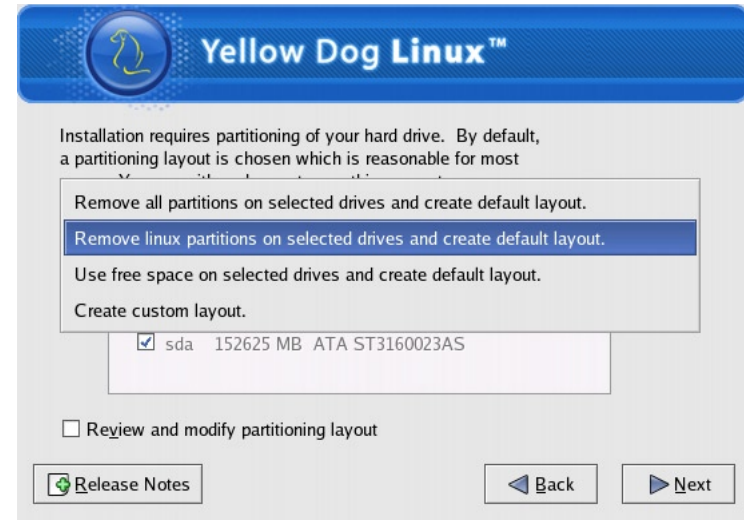 Yellow Dog Linux™
Installation requires partitioning of your hard drive. By default,
a partitioning layout is chosen which is reasonable for most
Remove all partitions on selected drives and create default layout.
Remove linux partitions on selected drives and create default layout.
Use free space on selected drives and create default layout.
Create custom layout.
sda 152625 MB ATA ST3160023AS
Review and modify partitioning layout
Release Notes
Back
Next